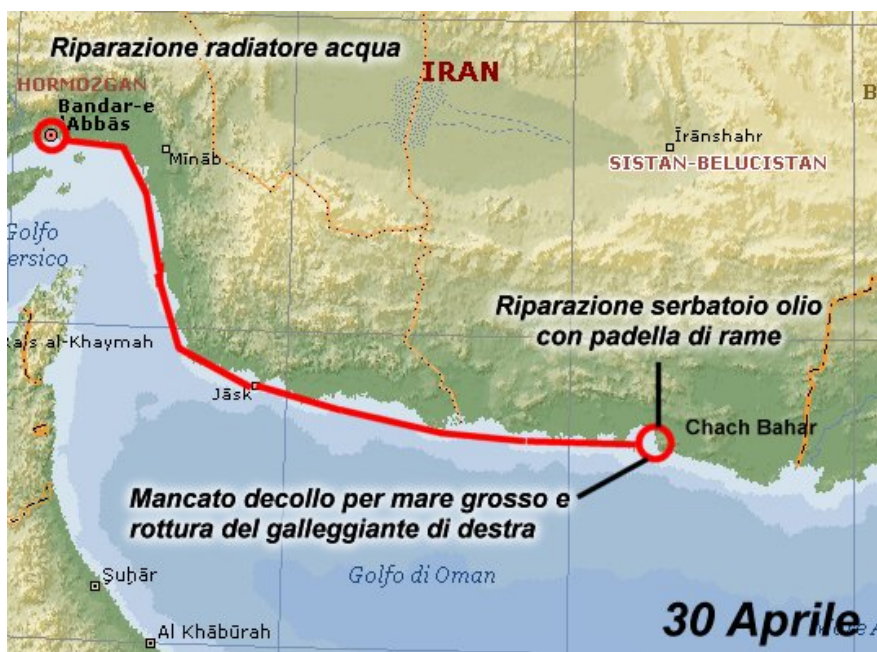 Riparazione radiatore acqua
IRAN
HORMOZGAN
Bandar-e
'Abbās
Mīnāb
Īrānshahr
SISTAN-BELUCISTAN
Golfo
ersico
Riparazione serbatoio olio
con padella di rame
al-Khaymah
Jāsk
Chach Bahar
Mancato decollo per mare grosso e
rottura del galleggiante di destra
Golfo di Oman
Şuḩār
30 Aprile
Al Khābūrah